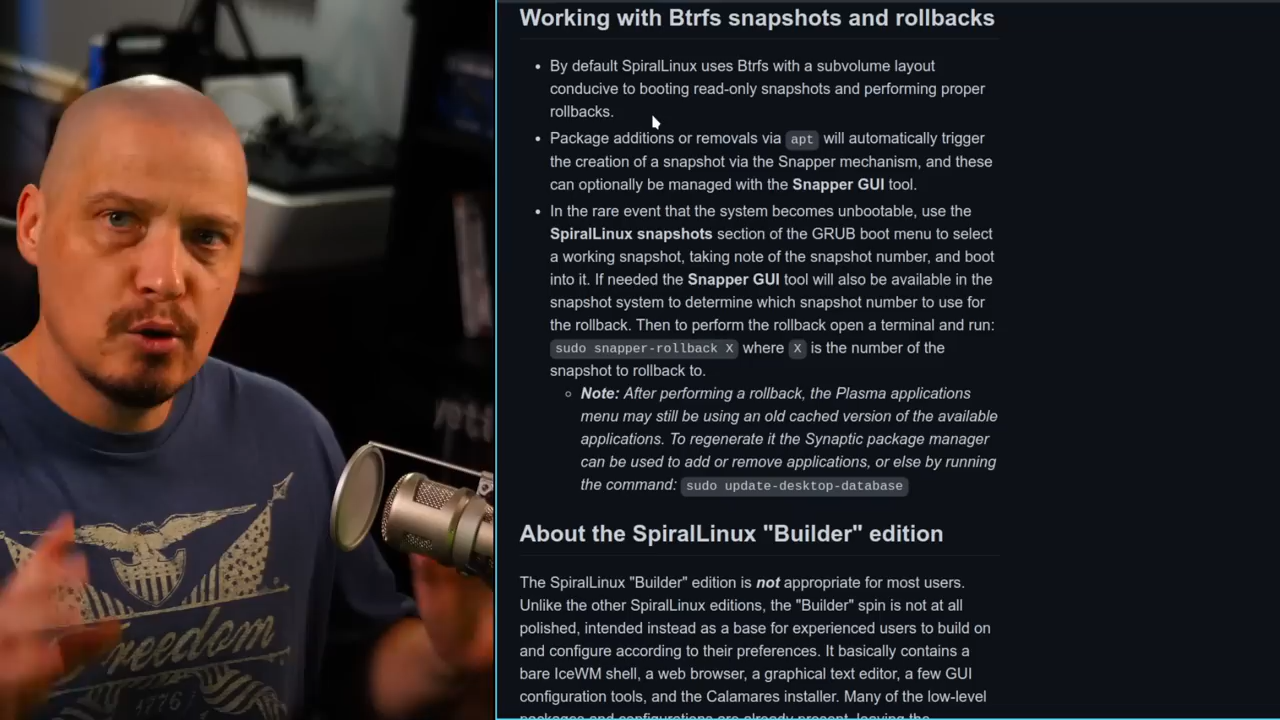 Working with Btrfs snapshots and rollbacks
By default SpiralLinux uses Btrfs with a subvolume layout
conducive to booting read-only snapshots and performing proper
rollbacks.
Package additions or removals via apt will automatically trigger
the creation of a snapshot via the Snapper mechanism, and these
can optionally be managed with the Snapper GUI tool.
In the rare event that the system becomes unbootable, use the
SpiralLinux snapshots section of the GRUB boot menu to select
a working snapshot, taking note of the snapshot number, and boot
into it. If needed the Snapper GUI tool will also be available in the
snapshot system to determine which snapshot number to use for
the rollback. Then to perform the rollback open a terminal and run:
sudo snapper-rollback X where X is the number of the
snapshot to rollback to.
Note: After performing a rollback, the Plasma applications
menu may still be using an old cached version of the available
applications. To regenerate it the Synaptic package manager
can be used to add or remove applications, or else by running
the command: sudo update-desktop-database
About the SpiralLinux "Builder" edition
The SpiralLinux "Builder" edition is not appropriate for most users.
Unlike the other SpiralLinux editions, the "Builder" spin is not at all
polished, intended instead as a base for experienced users to build on
and configure according to their preferences. It basically contains a
bare IceWM shell, a web browser, a graphical text editor, a few GUI
configuration tools, and the Calamares installer. Many of the low-level
packages and configurations are already present, leaving the
Freedom
1776